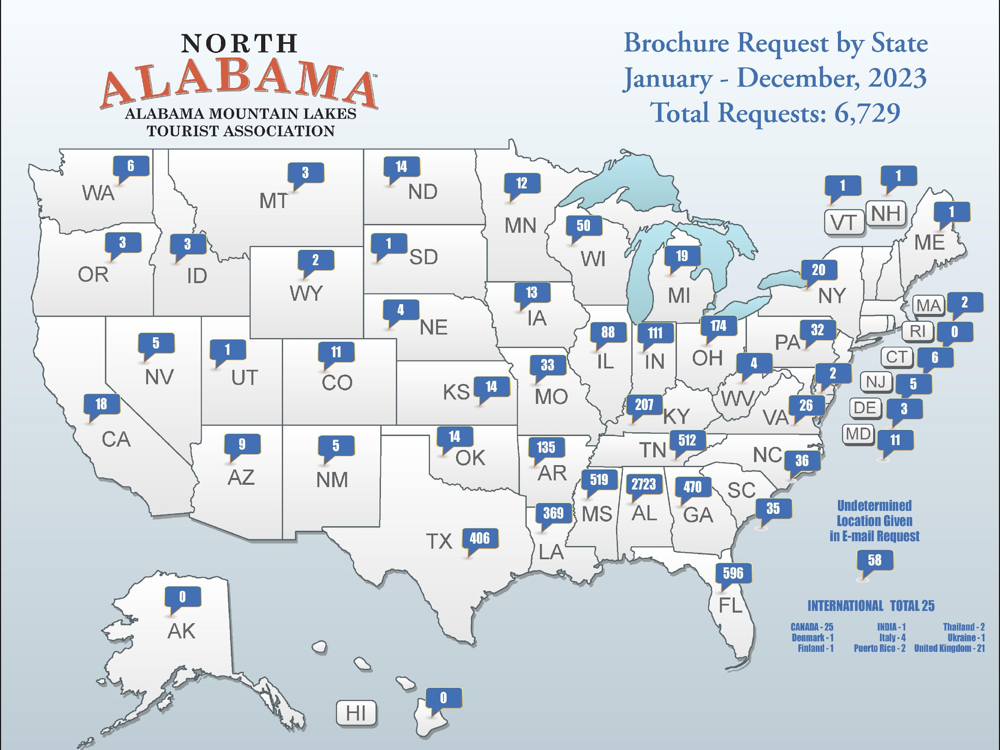 NORTH
ALABAMA™
ALABAMA MOUNTAIN LAKES
TOURIST ASSOCIATION
Brochure Request by State
January - December, 2023
Total Requests: 6,729
6
WA
3
MT
14
ND
12
MN
50
WI
19
MI
1
VT
1
NH
1
ME
3
OR
3
ID
2
WY
1
SD
20
NY
13
IA
4
NE
MA 2
RI 0
CT 6
NJ 5
DE 3
MD 11
5
NV
1
UT
11
CO
KS 14
33
MO
88
IL
111
IN
174
OH
PA 32
4
WV
2
VA 26
207 KY
18
CA
9
AZ
5
NM
14
OK
135
AR
TN 512
NC 36
519
MS
2723
AL
470
GA
SC
35
369
LA
TX 406
596
FL
0
AK
HI
0
Undetermined
Location Given
in E-mail Request
58
INTERNATIONAL TOTAL 25
CANADA - 25 INDIA - 1 Thailand - 2
Denmark - 1 Italy - 4 Ukraine - 1
Finland - 1 Puerto Rico - 2 United Kingdom - 21